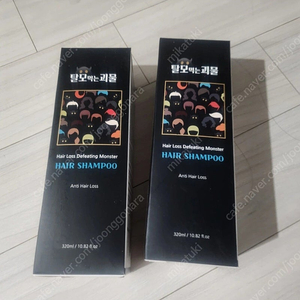 탈모먹는괴물
Hair Loss Defeating Monster
HAIR SHAMPOO
Anti Hair Loss
320ml / 10.82 fl.oz
탈모먹는괴물
Hair Loss Defeating Monster
HAIR SHAMPOO
Anti Hair Loss
320ml / 10.82 fl.oz